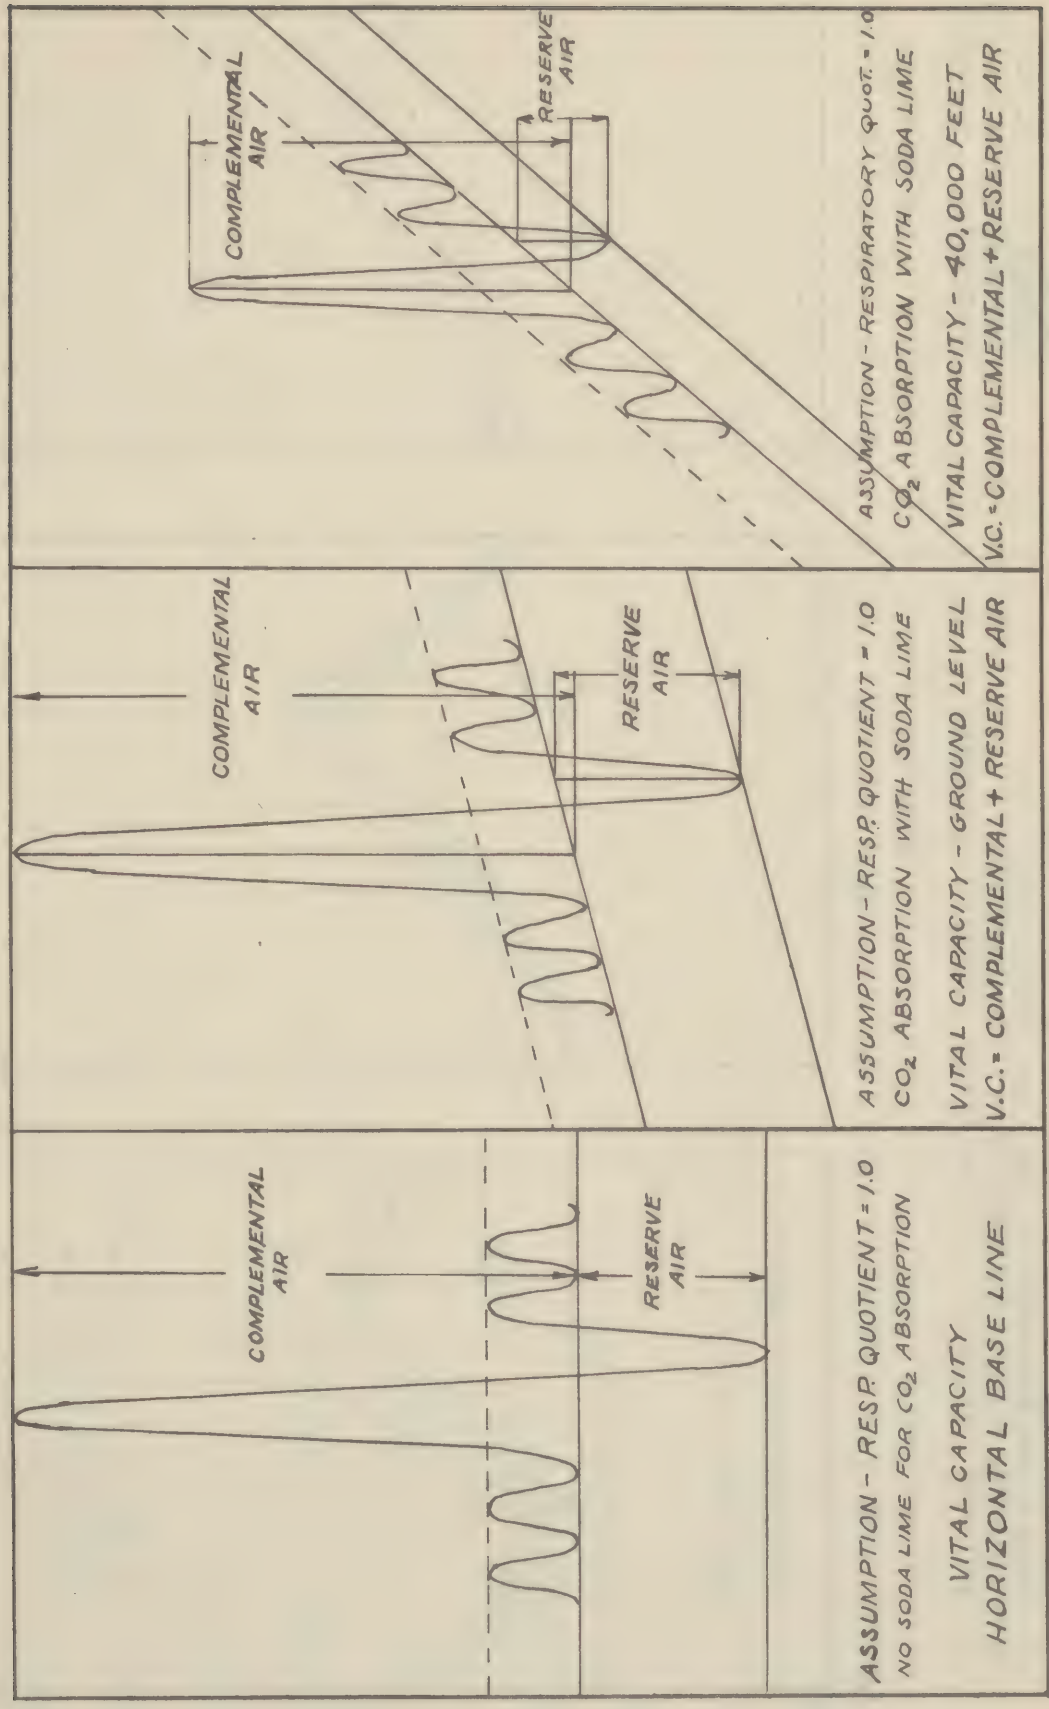 COMPLEMENTAL
AIR
RESERVE
AIR
ASSUMPTION - RESP. QUOTIENT = 1.0
NO SODA LIME FOR CO₂ ABSORPTION
VITAL CAPACITY
HORIZONTAL BASE LINE
COMPLEMENTAL
AIR
RESERVE
AIR
ASSUMPTION - RESP. QUOTIENT = 1.0
CO₂ ABSORPTION WITH SODA LIME
VITAL CAPACITY - GROUND LEVEL
V.C. = COMPLEMENTAL + RESERVE AIR
COMPLEMENTAL
AIR
RESERVE
AIR
ASSUMPTION - RESPIRATORY QUOT. = 1.0
CO₂ ABSORPTION WITH SODA LIME
VITAL CAPACITY - 40,000 FEET
V.C. = COMPLEMENTAL + RESERVE AIR